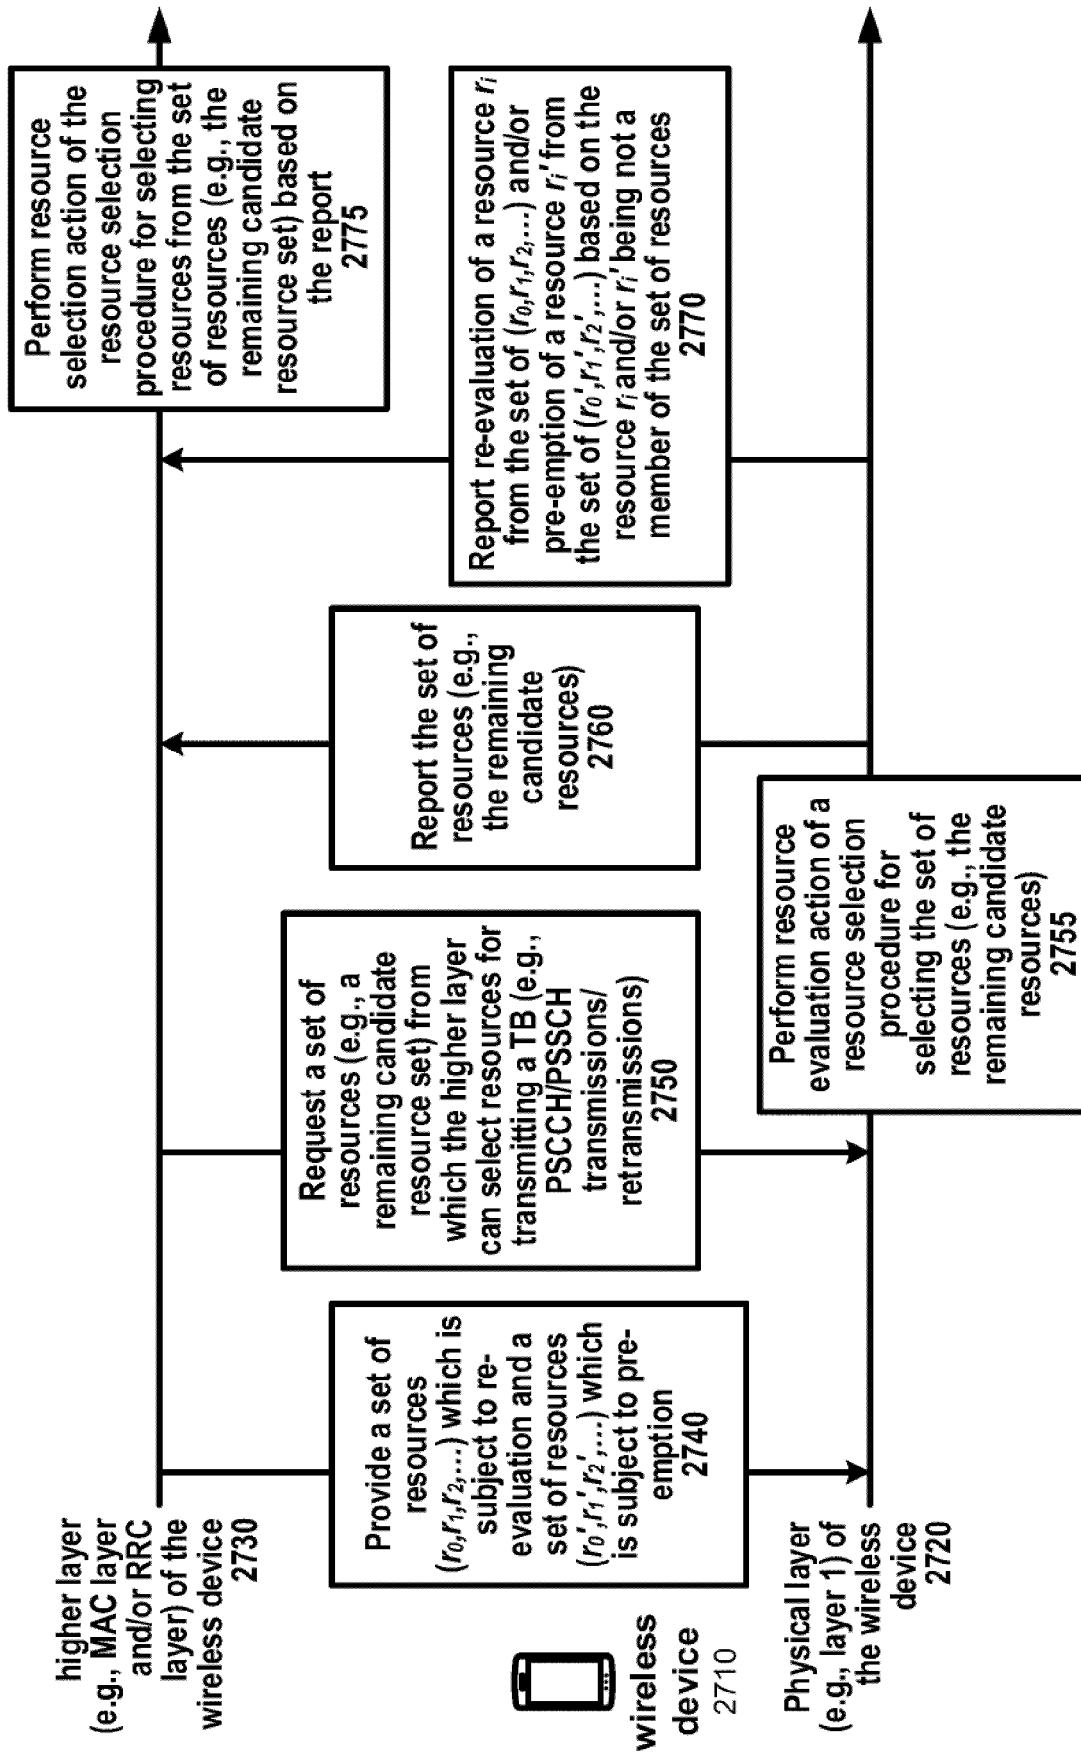 higher layer
(e.g., MAC layer
and/or RRC
layer) of the
wireless device
2730
wireless
device
2710
Physical layer
(e.g., layer 1) of
the wireless
device
2720
Provide a set of
resources
(r0,r1,r2,...) which is
subject to re-
evaluation and a
set of resources
(r0',r1',r2',...) which
is subject to pre-
emption
2740
Request a set of
resources (e.g., a
remaining candidate
resource set) from
which the higher layer
can select resources for
transmitting a TB (e.g.,
PSCCH/PSSCH
transmissions/
retransmissions)
2750
Perform resource
evaluation action of a
resource selection
procedure for
selecting the set of
resources (e.g., the
remaining candidate
resources)
2755
Report the set of
resources (e.g.,
the remaining
candidate
resources)
2760
Report re-evaluation of a resource ri
from the set of (r0,r1,r2,...) and/or
pre-emption of a resource ri' from
the set of (r0',r1',r2',...) based on the
resource ri and/or ri' being not a
member of the set of resources
2770
Perform resource
selection action of the
resource selection
procedure for selecting
resources from the set
of resources (e.g., the
remaining candidate
resource set) based on
the report
2775